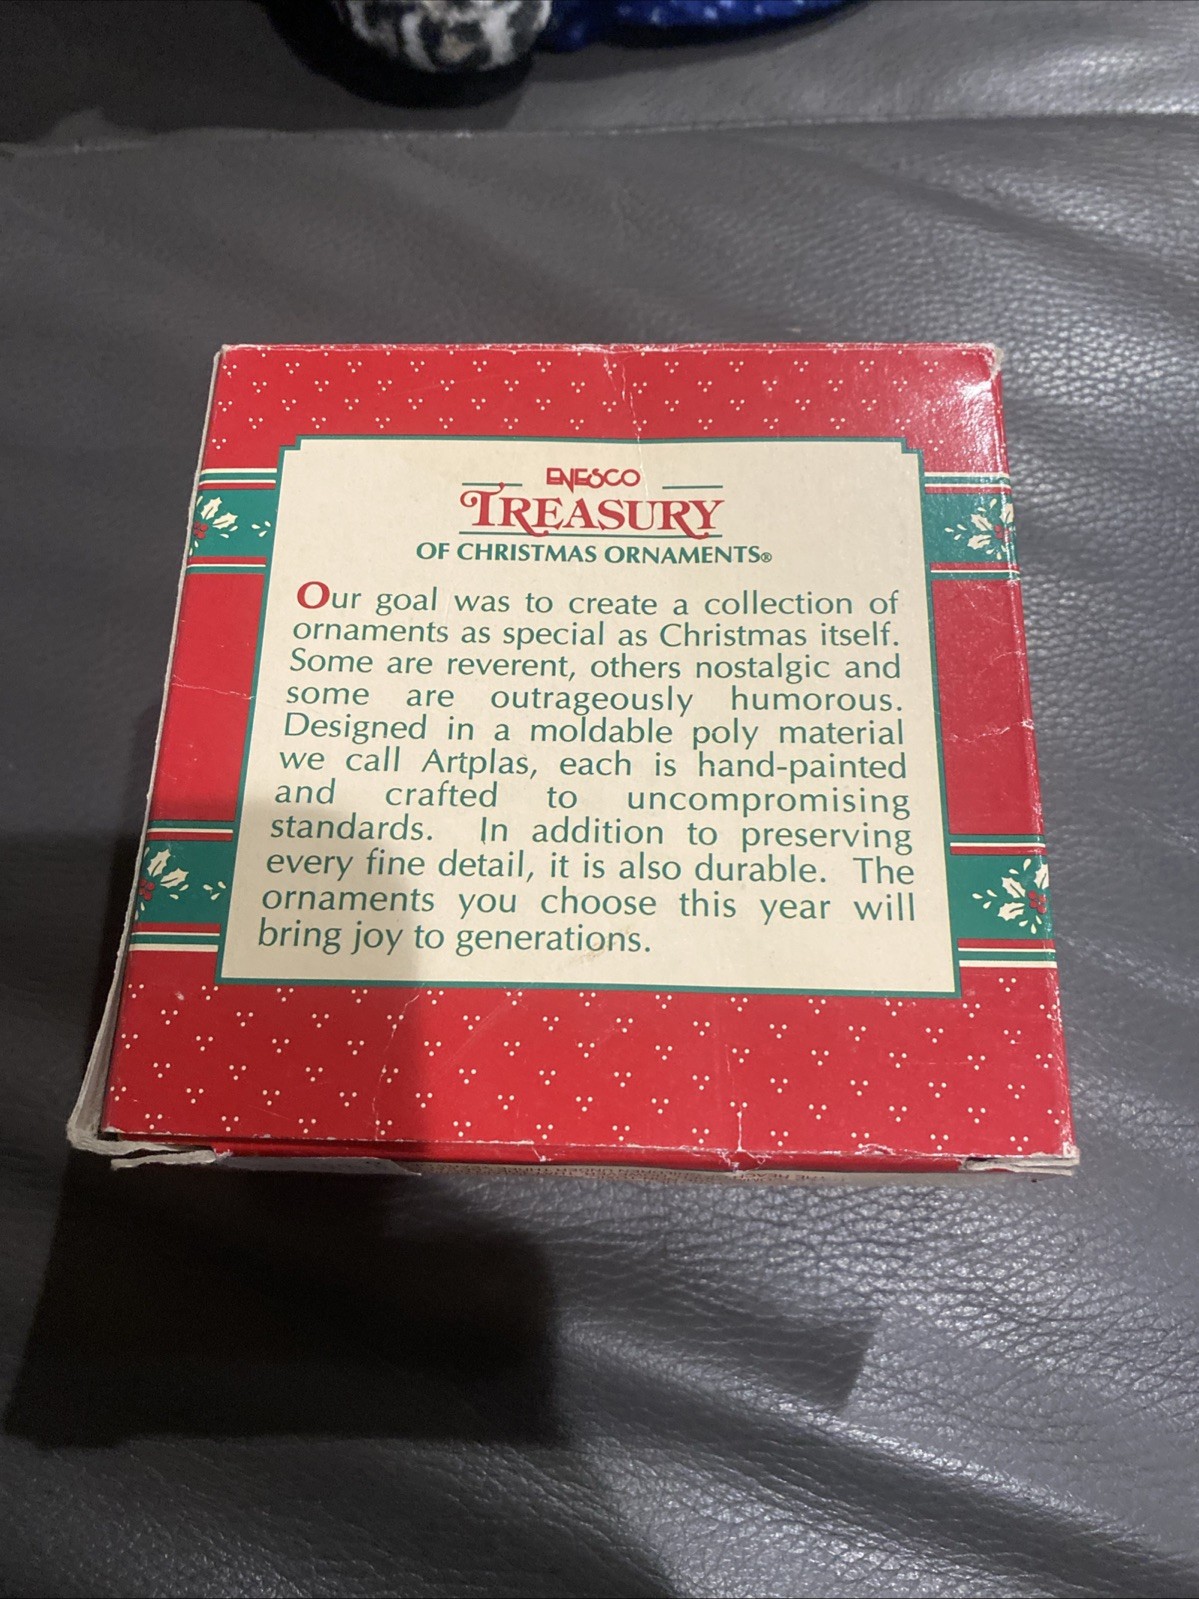 ENESCO
TREASURY
OF CHRISTMAS ORNAMENTS®
Our goal was to create a collection of
ornaments as special as Christmas itself.
Some are reverent, others nostalgic and
some are outrageously humorous.
Designed in a moldable poly material
we call Artplas, each is hand-painted
and crafted to uncompromising
standards. In addition to preserving
every fine detail, it is also durable. The
ornaments you choose this year will
bring joy to generations.